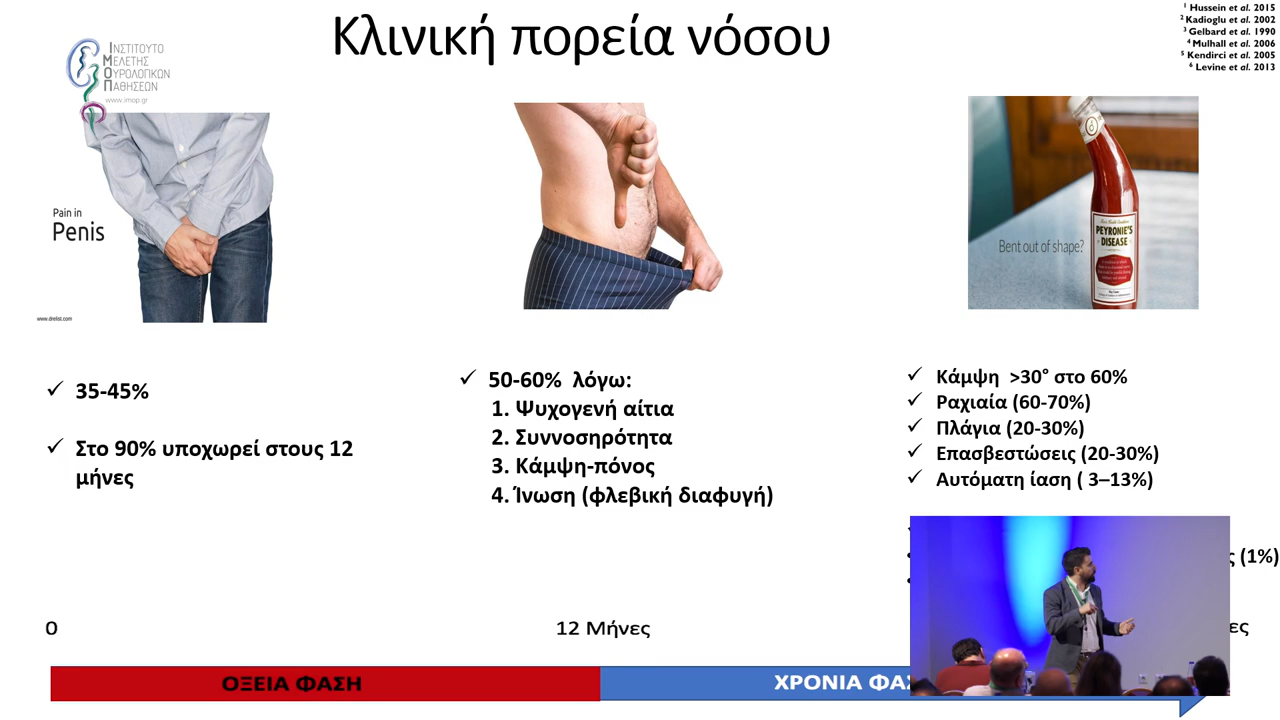 Κλινική πορεία νόσου
¹ Hussein et al. 2015
² Kadioglu et al. 2002
³ Gelbard et al. 1990
⁴ Mulhall et al. 2006
⁵ Kendirci et al. 2005
⁶ Levine et al. 2013
ΙΝΣΤΙΤΟΥΤΟ
ΜΕΛΕΤΗΣ
ΟΥΡΟΛΟΓΙΚΩΝ
ΠΑΘΗΣΕΩΝ
www.imop.gr
Pain in
Penis
www.drelist.com
Bent out of shape?
PEYRONIE'S
DISEASE
✓ 35-45%
✓ Στο 90% υποχωρεί στους 12
μήνες
✓ 50-60% λόγω:
1. Ψυχογενή αίτια
2. Συννοσηρότητα
3. Κάμψη-πόνος
4. Ίνωση (φλεβική διαφυγή)
✓ Κάμψη >30° στο 60%
✓ Ραχιαία (60-70%)
✓ Πλάγια (20-30%)
✓ Επασβεστώσεις (20-30%)
✓ Αυτόματη ίαση ( 3–13%)
ς (1%)
0
12 Μήνες
ες
ΟΞΕΙΑ ΦΑΣΗ
ΧΡΟΝΙΑ ΦΑΣ